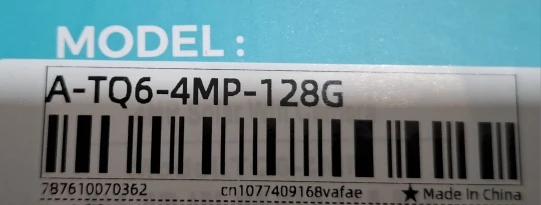 MODEL :
A-TQ6-4MP-128G
787610070362 cn1077409168vafae ★ Made In China